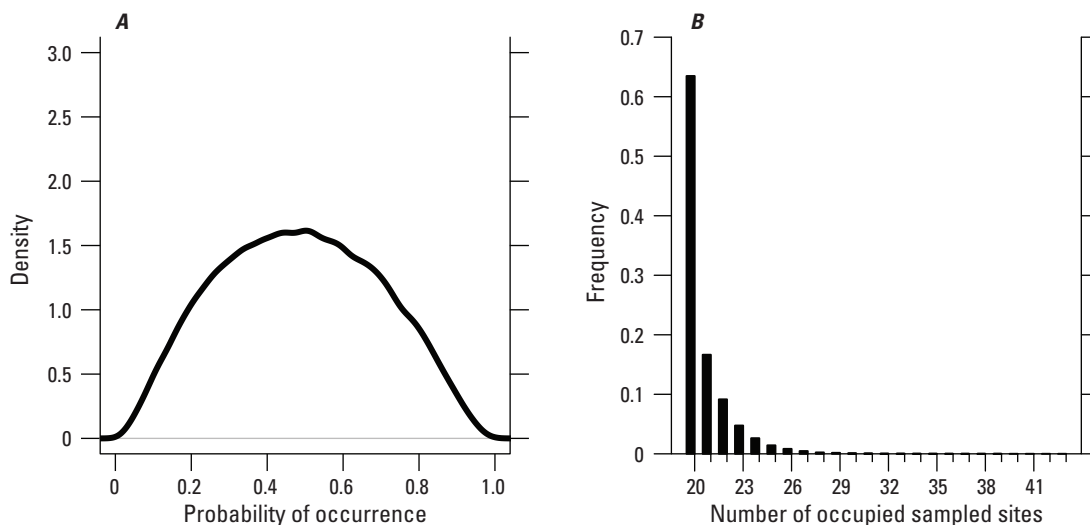 A
3.0
2.5
2.0
1.5
1.0
0.5
0
Density
0 0.2 0.4 0.6 0.8 1.0
Probability of occurrence
B
0.7
0.6
0.5
0.4
0.3
0.2
0.1
0
Frequency
20 23 26 29 32 35 38 41
Number of occupied sampled sites